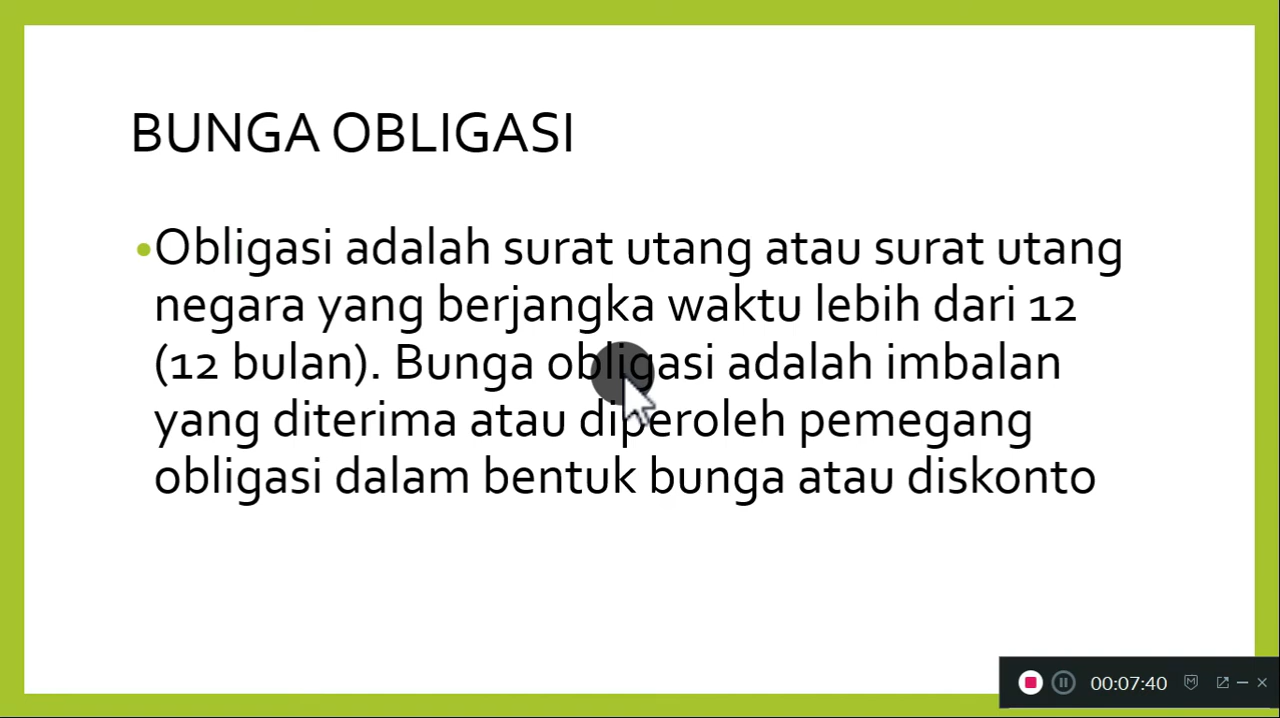 BUNGA OBLIGASI
•Obligasi adalah surat utang atau surat utang
negara yang berjangka waktu lebih dari 12
(12 bulan). Bunga obligasi adalah imbalan
yang diterima atau diperoleh pemegang
obligasi dalam bentuk bunga atau diskonto
00:07:40